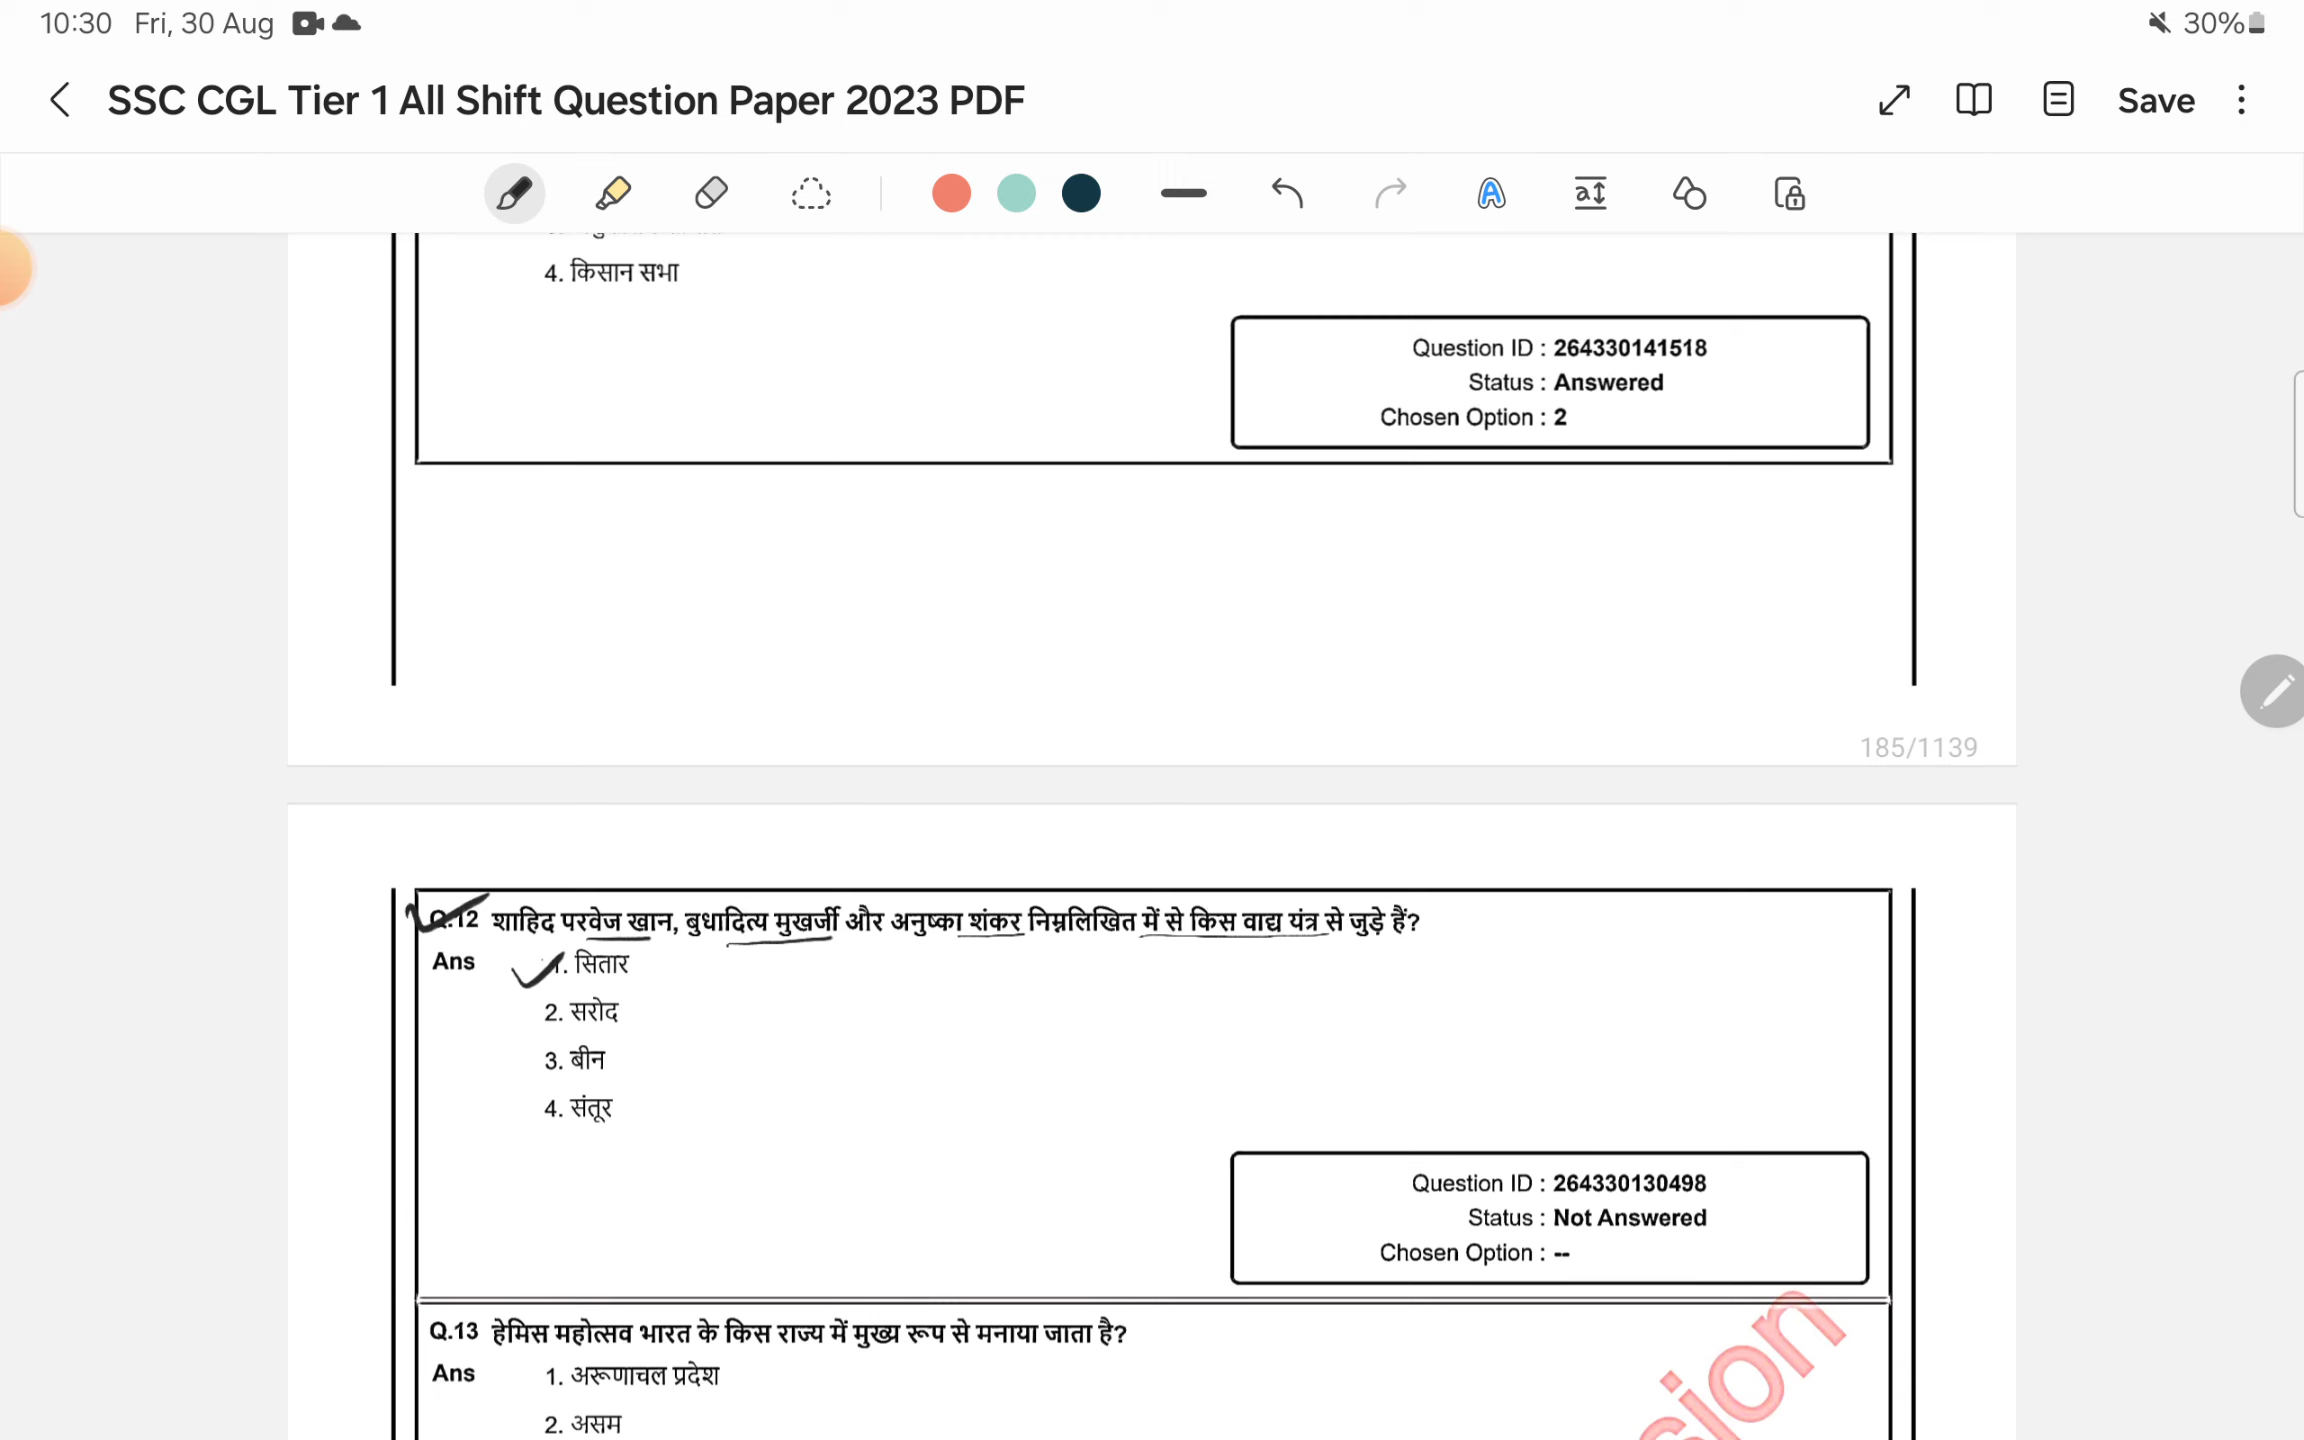 10:30 Fri, 30 Aug 30%
SSC CGL Tier 1 All Shift Question Paper 2023 PDF Save
4. किसान सभा
Question ID : 264330141518
Status : Answered
Chosen Option : 2
185/1139
Q.12 शाहिद परवेज खान, बुधादित्य मुखर्जी और अनुष्का शंकर निम्नलिखित में से किस वाद्य यंत्र से जुड़े हैं?
Ans 1. सितार
2. सरोद
3. बीन
4. संतूर
Question ID : 264330130498
Status : Not Answered
Chosen Option : --
Q.13 हेमिस महोत्सव भारत के किस राज्य में मुख्य रूप से मनाया जाता है?
Ans 1. अरूणाचल प्रदेश
2. असम
sion